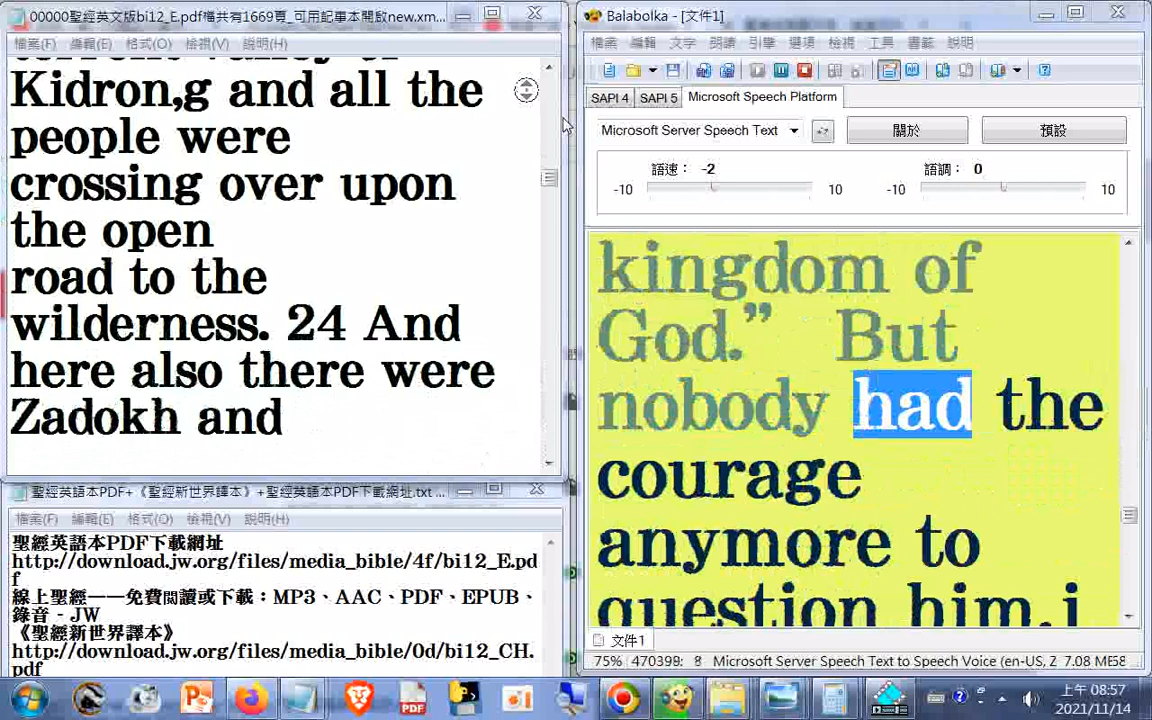 00000聖經英文版bi12_E.pdf檔共有1669頁_可用記事本開啟new.xm...
檔案(F) 編輯(E) 格式(O) 檢視(V) 說明(H)
Kidron,g and all the
people were
crossing over upon
the open
road to the
wilderness. 24 And
here also there were
Zadokh and
聖經英語本PDF+《聖經新世界譯本》+聖經英語本PDF下載網址.txt ...
檔案(F) 編輯(E) 格式(O) 檢視(V) 說明(H)
聖經英語本PDF下載網址
http://download.jw.org/files/media_bible/4f/bi12_E.pd
f
線上聖經——免費閱讀或下載：MP3、AAC、PDF、EPUB、
錄音 - JW
《聖經新世界譯本》
http://download.jw.org/files/media_bible/0d/bi12_CH.
pdf
Balabolka - [文件1]
檔案 編輯 文字 朗讀 引擎 選項 檢視 工具 書籤 說明
SAPI 4 SAPI 5 Microsoft Speech Platform
Microsoft Server Speech Text 關於 預設
語速： -2 語調： 0
-10 10 -10 10
kingdom of
God.” But
nobody had the
courage
anymore to
question him.i
文件1
75% 470399: 8 Microsoft Server Speech Text to Speech Voice (en-US, Z 7.08 ME58
上午 08:57
2021/11/14